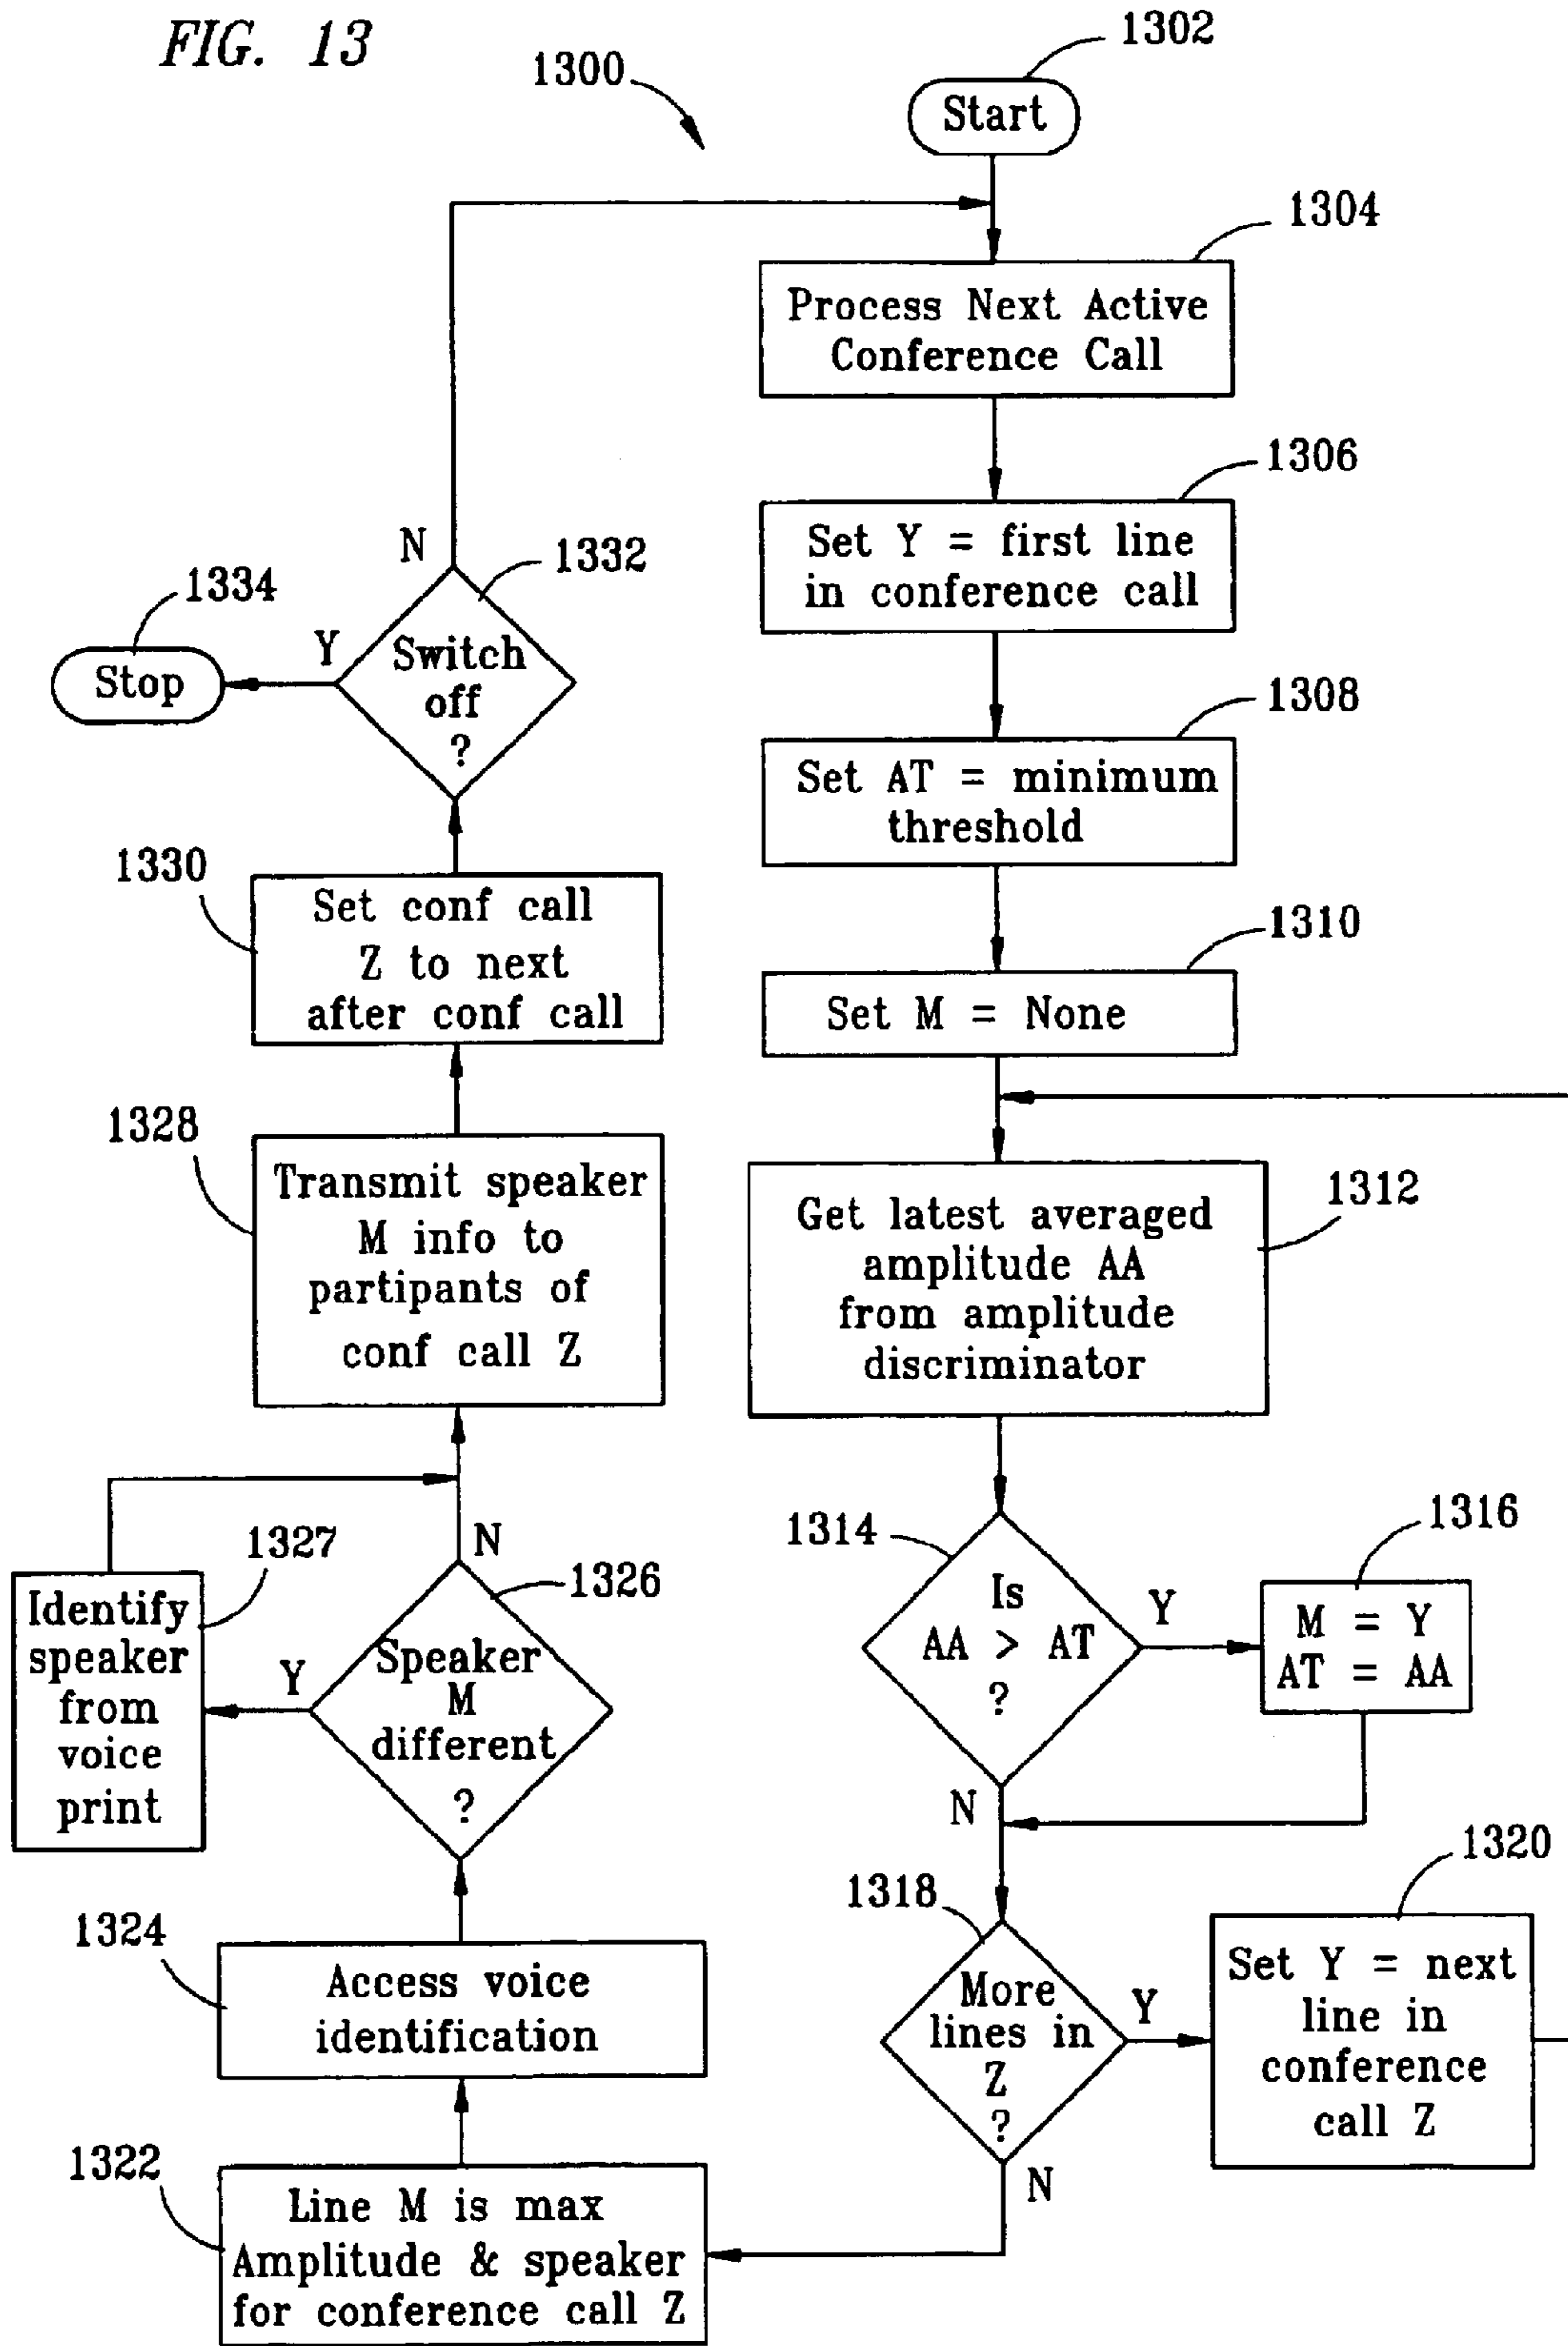 FIG. 13
1300
1302
Start
1304
Process Next Active
Conference Call
1306
Set Y = first line
in conference call
1308
Set AT = minimum
threshold
1310
Set M = None
1312
Get latest averaged
amplitude AA
from amplitude
discriminator
1314
Is
AA > AT
?
Y
N
1316
M = Y
AT = AA
1318
More
lines in
Z
?
Y
N
1320
Set Y = next
line in
conference
call Z
1322
Line M is max
Amplitude & speaker
for conference call Z
1324
Access voice
identification
1326
Speaker
M
different
?
Y
N
1327
Identify
speaker
from
voice
print
1328
Transmit speaker
M info to
partipants of
conf call Z
1330
Set conf call
Z to next
after conf call
1332
Switch
off
?
N
Y
1334
Stop